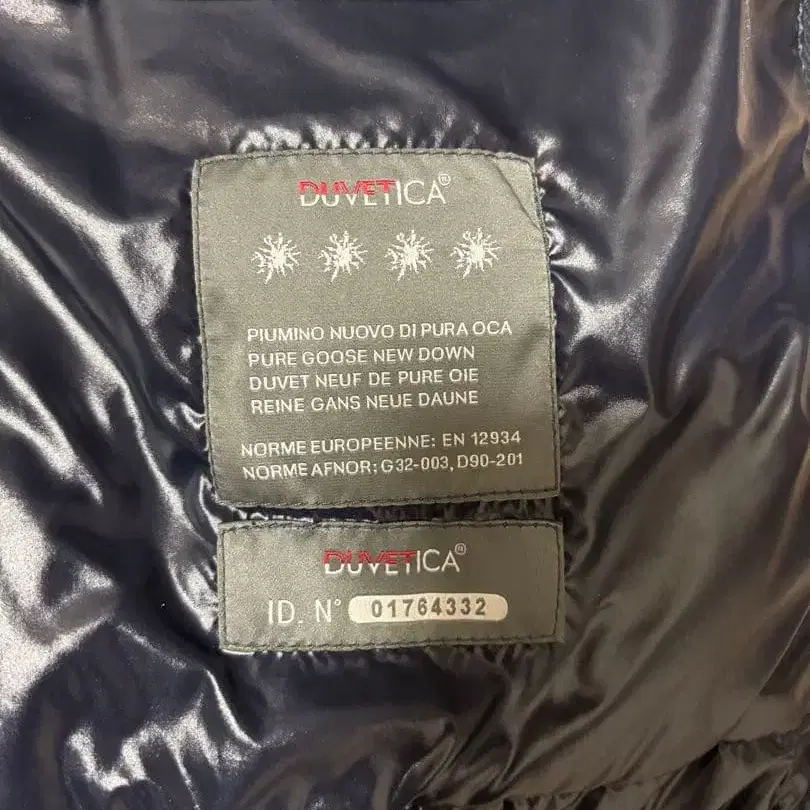 DUVETICA®
PIUMINO NUOVO DI PURA OCA
PURE GOOSE NEW DOWN
DUVET NEUF DE PURE OIE
REINE GANS NEUE DAUNE
NORME EUROPEENNE: EN 12934
NORME AFNOR: G32-003, D90-201
DUVETICA®
ID. N° 01764332